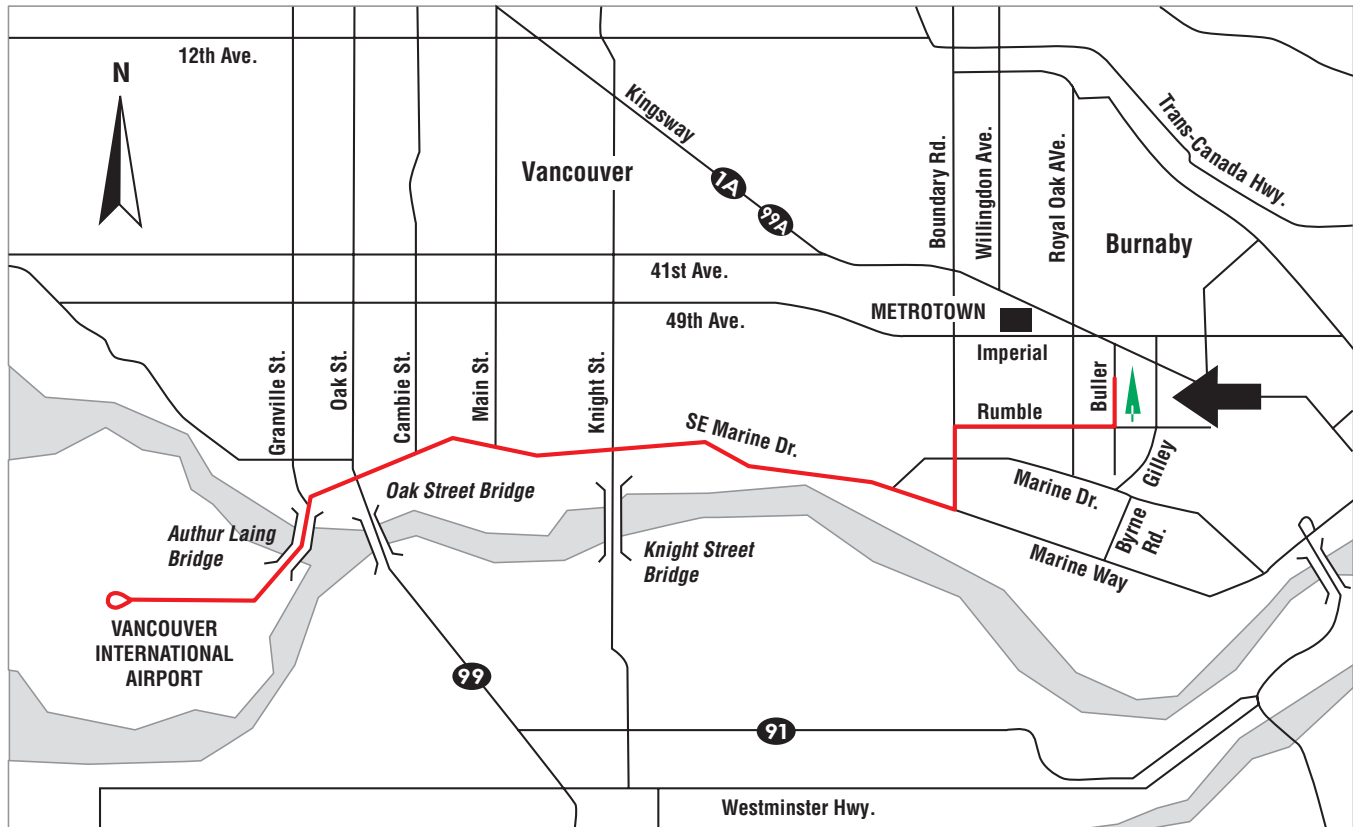 12th Ave.
N
Kingsway
Vancouver
1A
99A
Boundary Rd.
Willingdon Ave.
Royal Oak AVe.
Trans-Canada Hwy.
Burnaby
41st Ave.
49th Ave.
METROTOWN
Imperial
Granville St.
Oak St.
Cambie St.
Main St.
Knight St.
Buller
Rumble
SE Marine Dr.
Gilley
Oak Street Bridge
Marine Dr.
Byrne
Rd.
Authur Laing
Bridge
Knight Street
Bridge
Marine Way
VANCOUVER
INTERNATIONAL
AIRPORT
99
91
Westminster Hwy.